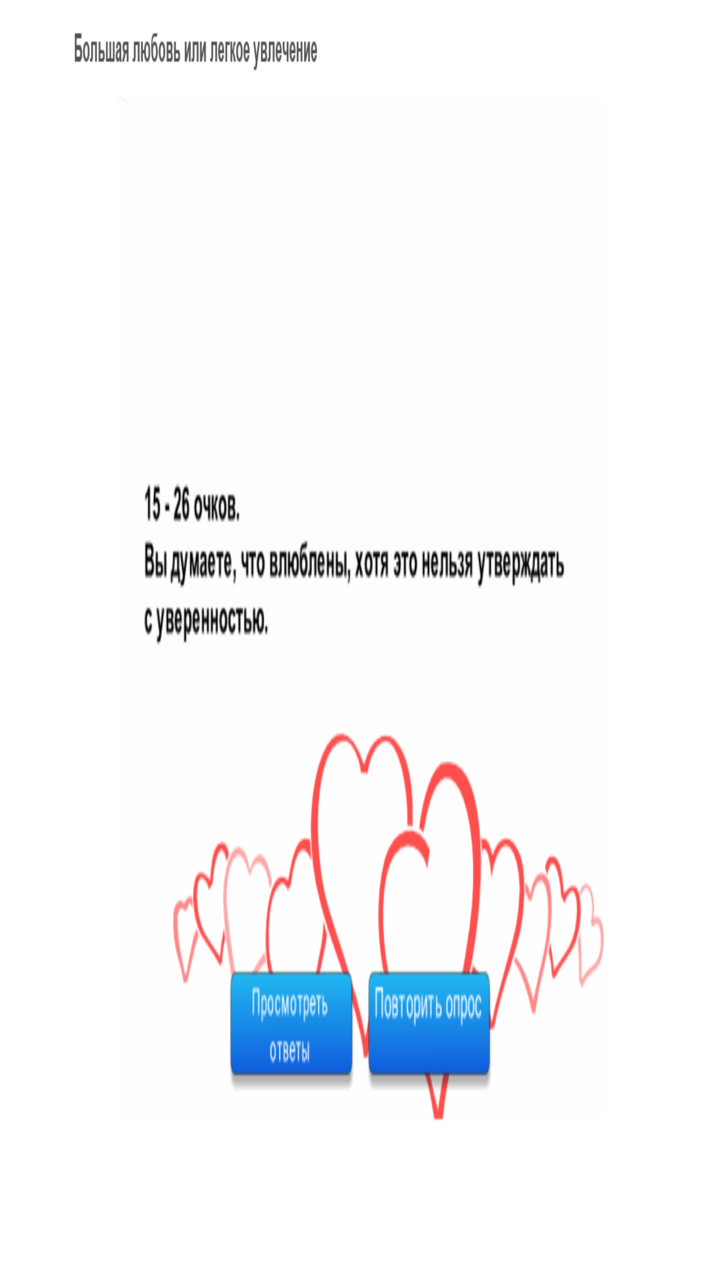 Большая любовь или легкое увлечение
15 - 26 очков.
Вы думаете, что влюблены, хотя это нельзя утверждать
с уверенностью.
Просмотреть
ответы
Повторить опрос